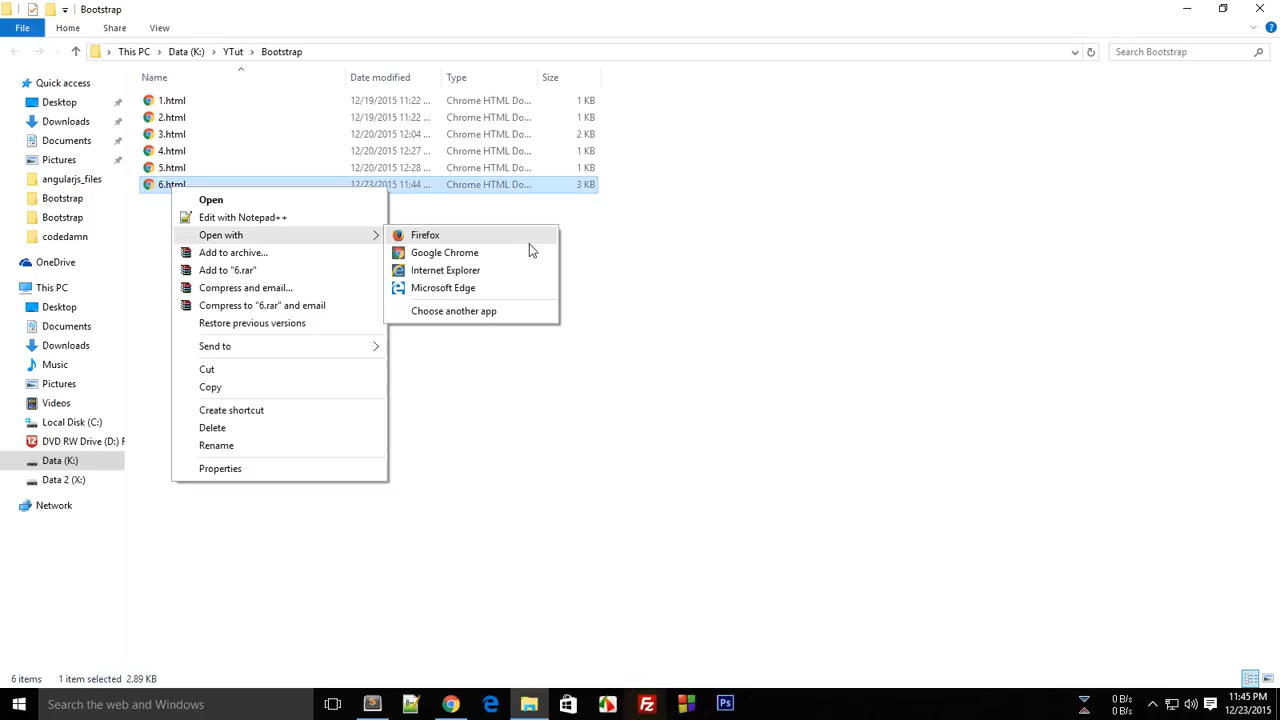 Bootstrap
File Home Share View
This PC Data (K:) YTut Bootstrap
Search Bootstrap
Name Date modified Type Size
1.html 12/19/2015 11:22 ... Chrome HTML Do... 1 KB
2.html 12/19/2015 11:22 ... Chrome HTML Do... 1 KB
3.html 12/20/2015 12:04 ... Chrome HTML Do... 2 KB
4.html 12/20/2015 12:27 ... Chrome HTML Do... 1 KB
5.html 12/20/2015 12:28 ... Chrome HTML Do... 1 KB
6.html 12/23/2015 11:44 ... Chrome HTML Do... 3 KB
Quick access
Desktop
Downloads
Documents
Pictures
angularjs_files
Bootstrap
Bootstrap
codedamn
OneDrive
This PC
Desktop
Documents
Downloads
Music
Pictures
Videos
Local Disk (C:)
DVD RW Drive (D:) F
Data (K:)
Data 2 (X:)
Network
Open
Edit with Notepad++
Open with
Add to archive...
Add to "6.rar"
Compress and email...
Compress to "6.rar" and email
Restore previous versions
Send to
Cut
Copy
Create shortcut
Delete
Rename
Properties
Firefox
Google Chrome
Internet Explorer
Microsoft Edge
Choose another app
6 items 1 item selected 2.89 KB
Search the web and Windows
Ps
0 B/s
0 B/s
11:45 PM
12/23/2015